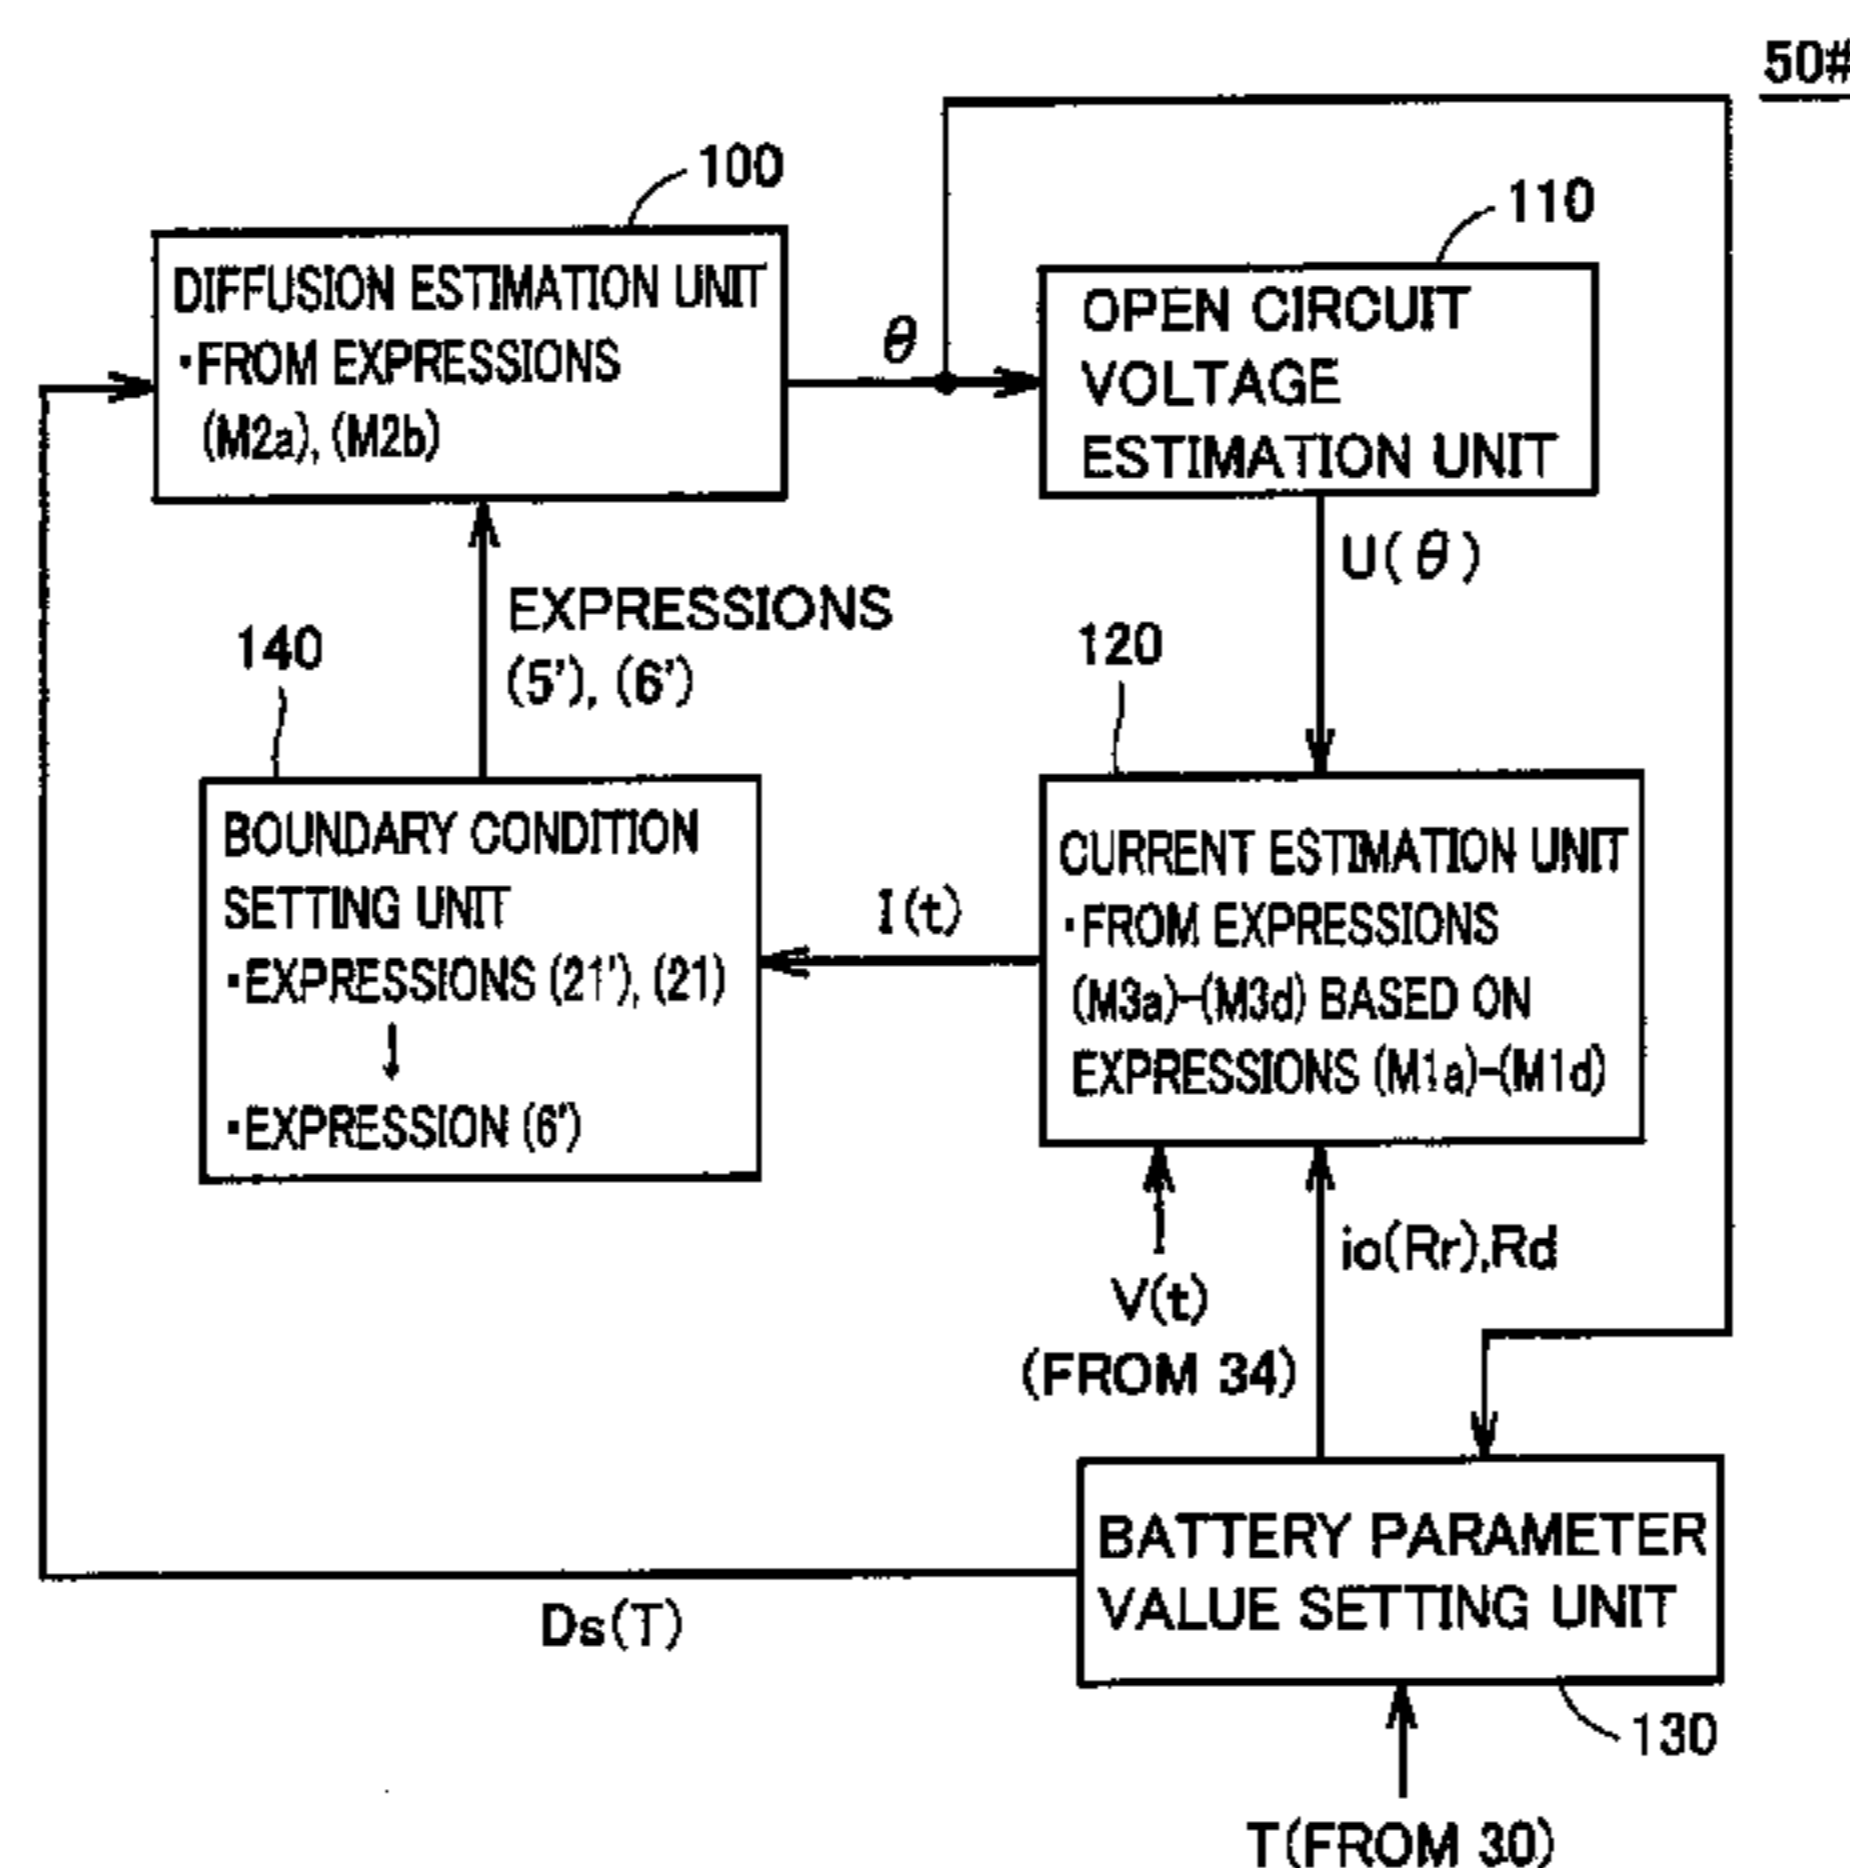 50#
100
110
DIFFUSION ESTIMATION UNIT
・FROM EXPRESSIONS
(M2a), (M2b)
θ
OPEN CIRCUIT
VOLTAGE
ESTIMATION UNIT
U(θ)
EXPRESSIONS
(5'), (6')
140
120
BOUNDARY CONDITION
SETTING UNIT
・EXPRESSIONS (21'), (21)
↓
・EXPRESSION (6')
I(t)
CURRENT ESTIMATION UNIT
・FROM EXPRESSIONS
(M3a)-(M3d) BASED ON
EXPRESSIONS (M1a)-(M1d)
V(t)
(FROM 34)
io(Rr),Rd
BATTERY PARAMETER
VALUE SETTING UNIT
Ds(T)
130
T(FROM 30)